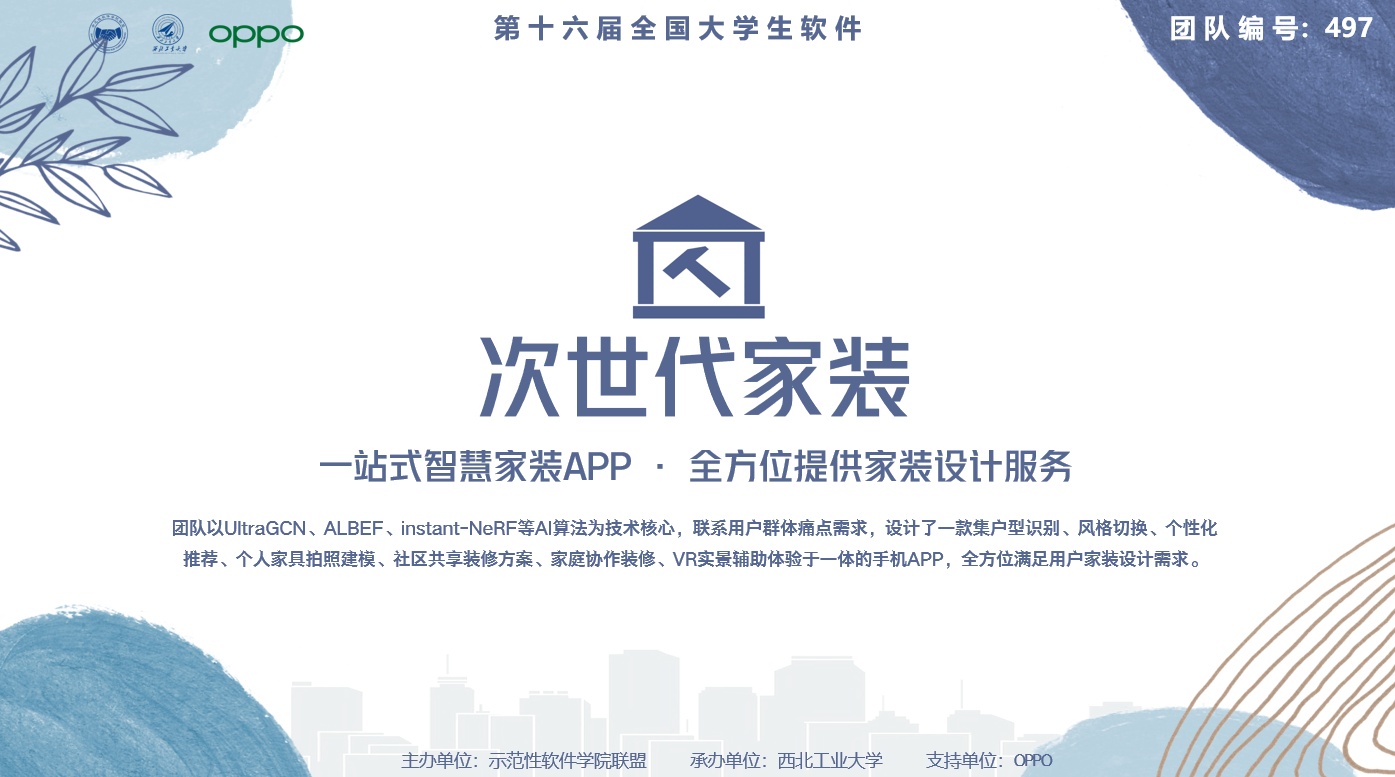 oppo
第十六届全国大学生软件
团队编号：497
次世代家装
一站式智慧家装APP · 全方位提供家装设计服务
团队以UltraGCN、ALBEF、instant-NeRF等AI算法为技术核心，联系用户群体痛点需求，设计了一款集户型识别、风格切换、个性化
推荐、个人家具拍照建模、社区共享装修方案、家庭协作装修、VR实景辅助体验于一体的手机APP，全方位满足用户家装设计需求。
主办单位：示范性软件学院联盟 承办单位：西北工业大学 支持单位：OPPO